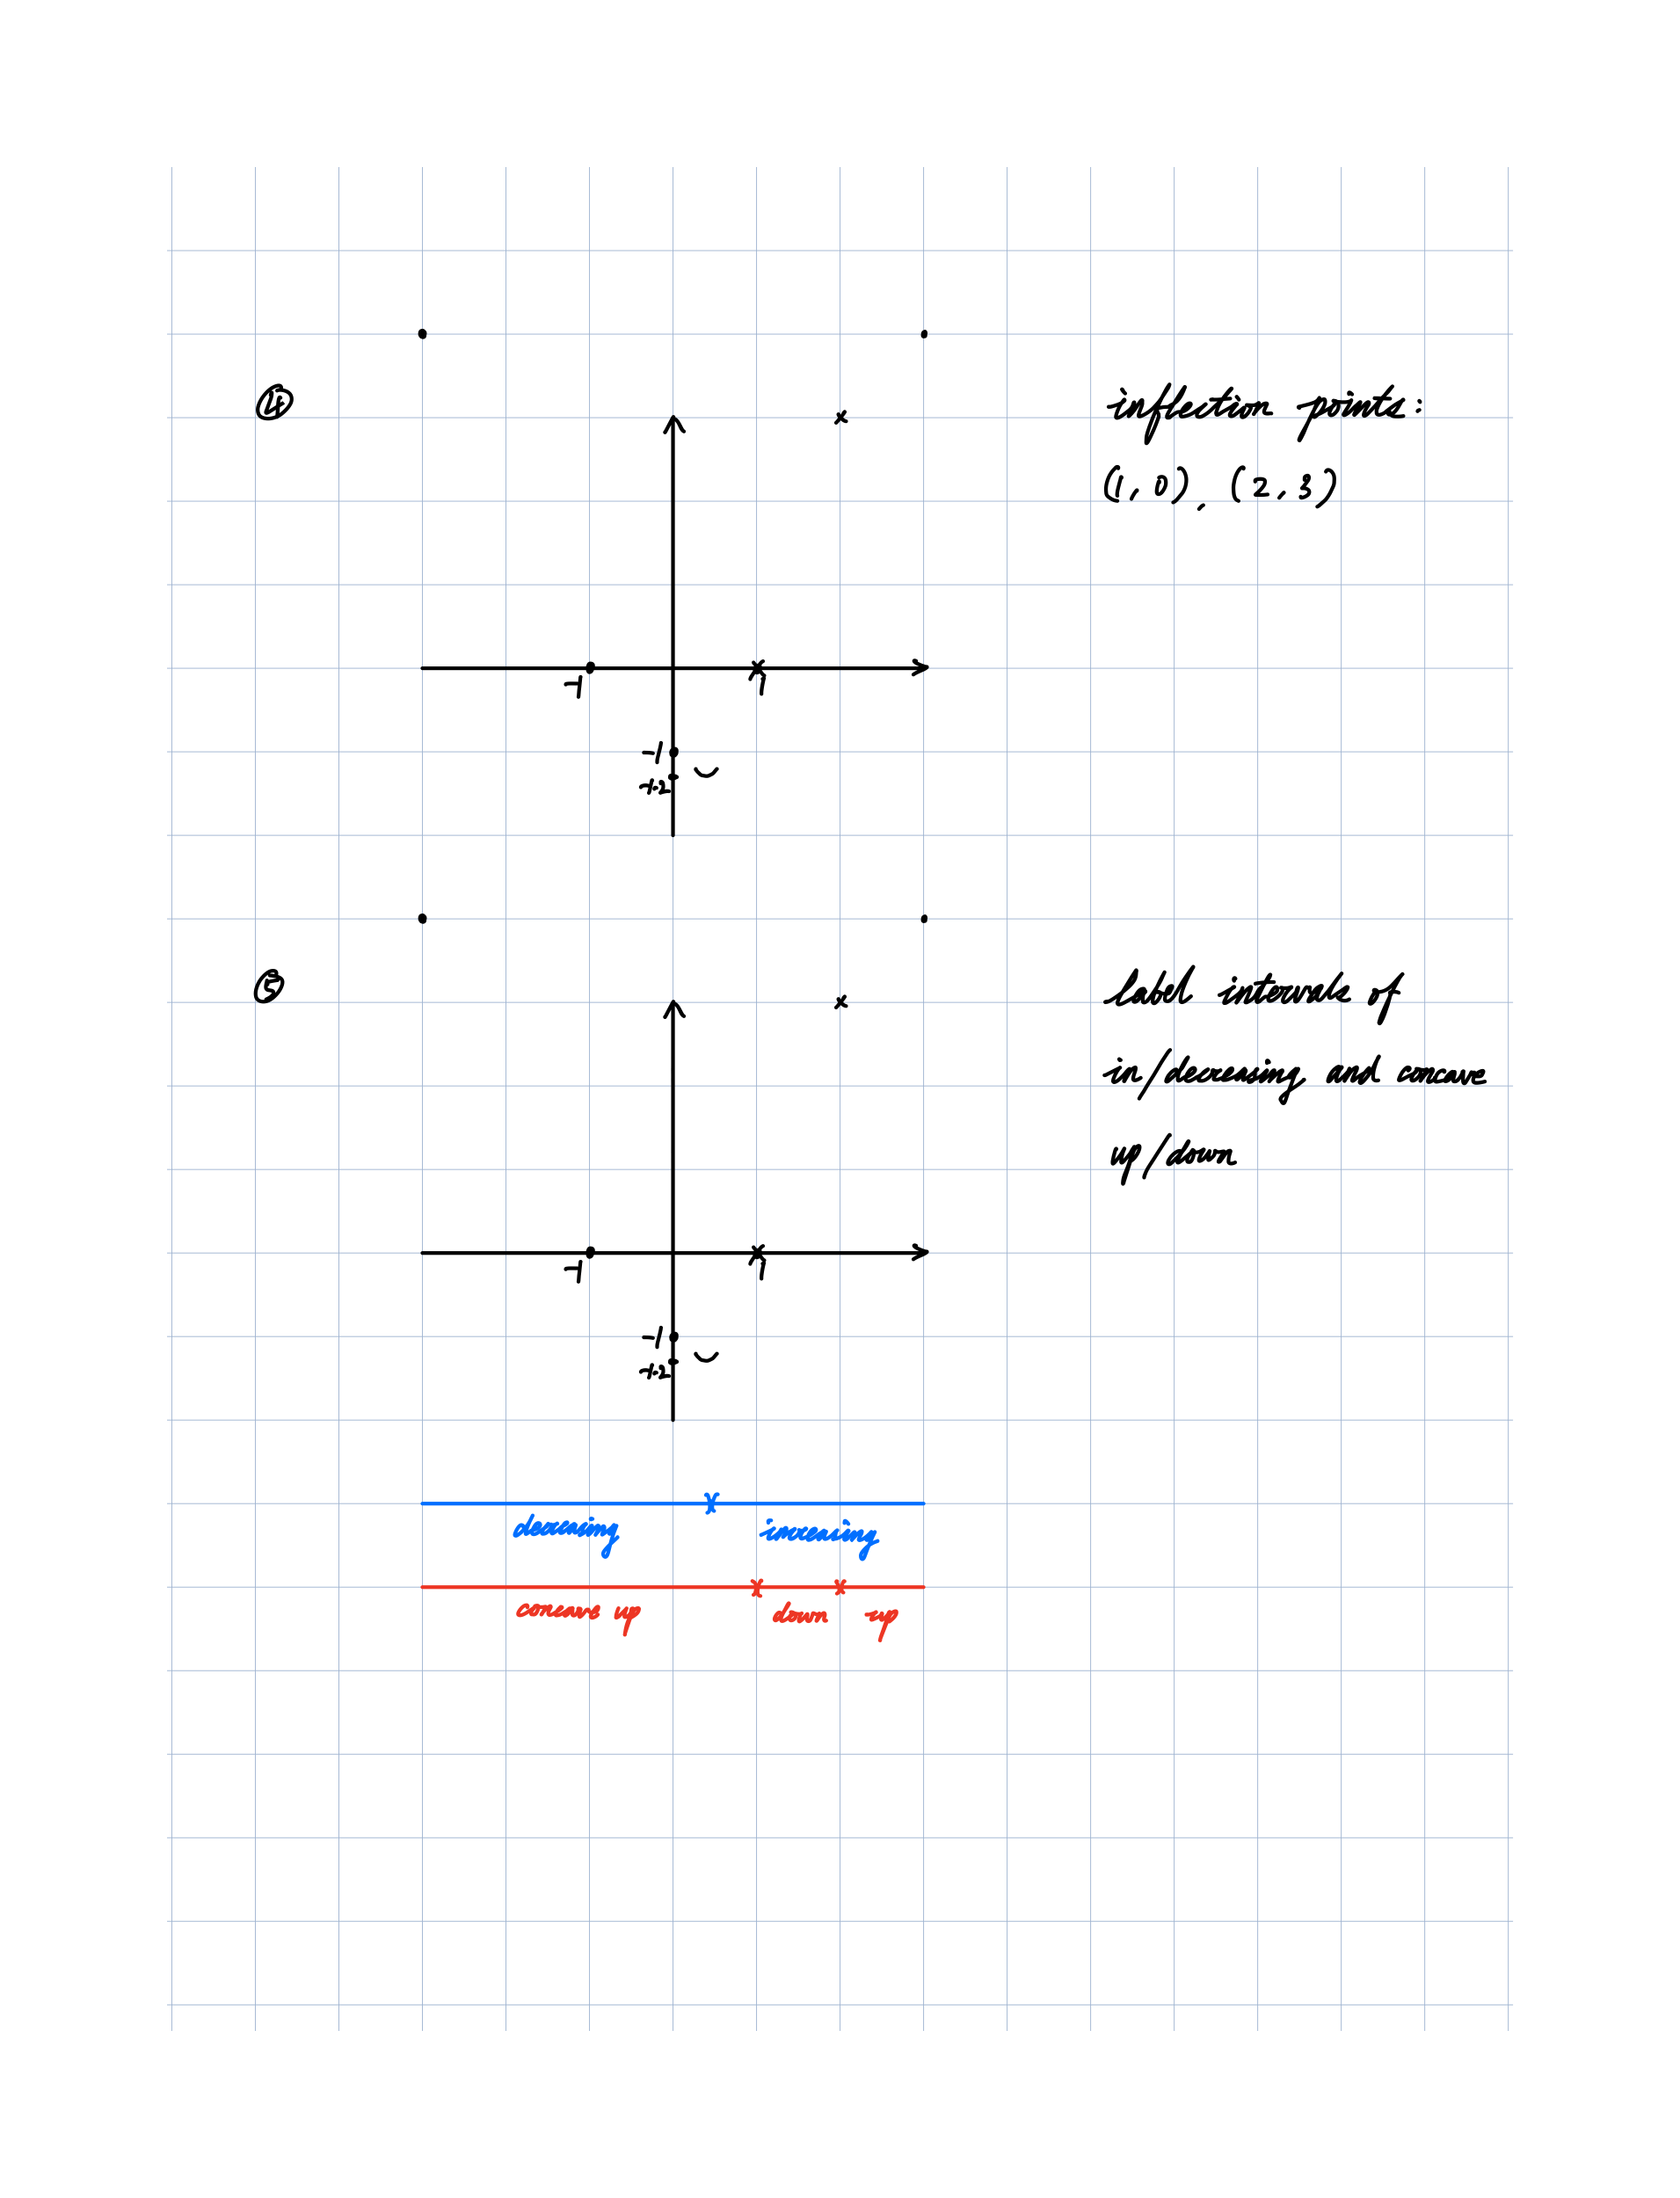 ④
inflection points:
(1, 0), (2, 3)
-1
1
-1
-1.2
⑤
label intervals of
in/decreasing and concave
up/down
-1
1
-1
-1.2
decreasing increasing
concave up down up